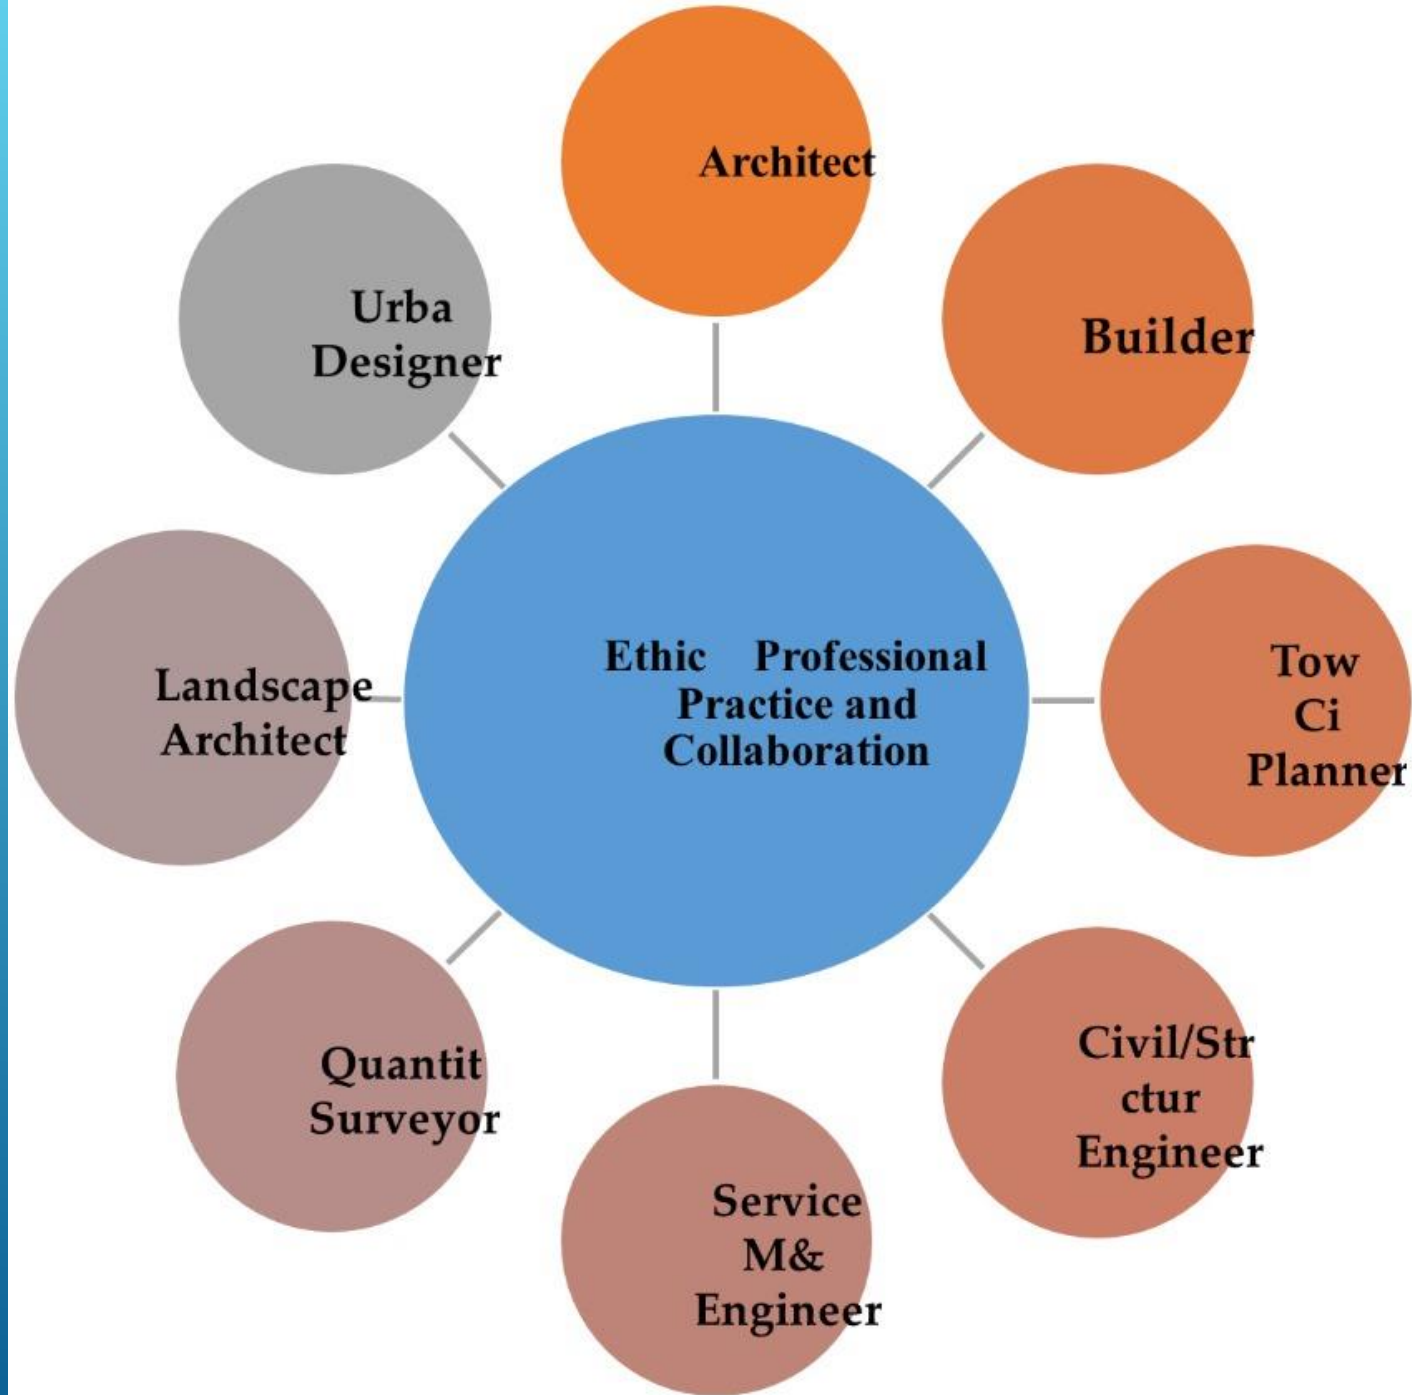 Architect
Builder
Tow
Ci
Planner
Civil/Str
ctur
Engineer
Service
M&
Engineer
Quantit
Surveyor
Landscape
Architect
Urba
Designer
Ethic Professional
Practice and
Collaboration